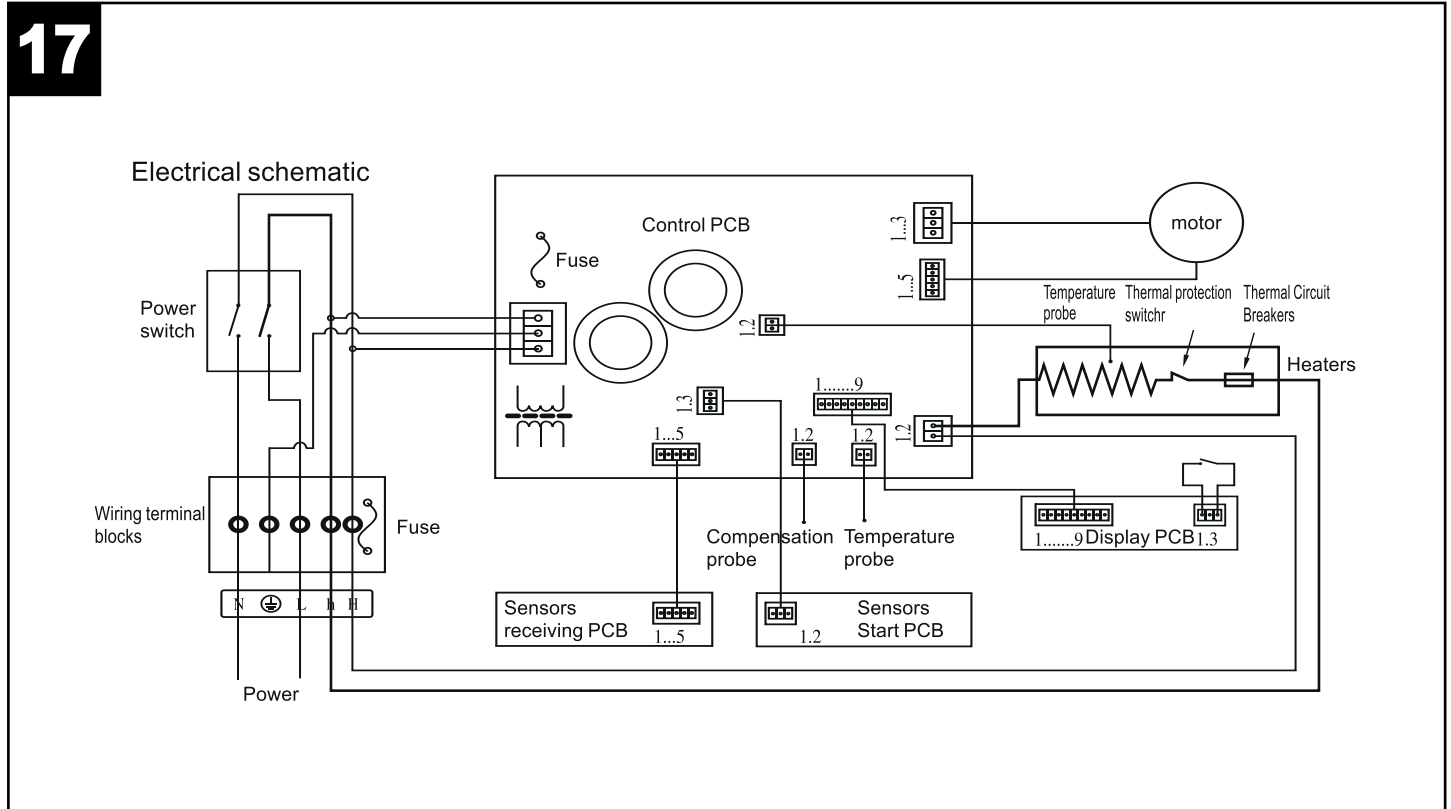 17
Electrical schematic
Control PCB
Fuse
motor
1...3
1...5
Power
switch
1.2
Temperature
probe
Thermal protection
switchr
Thermal Circuit
Breakers
Heaters
1.3
1.......9
1...5
1.2
1.2
1.2
Wiring terminal
blocks
Fuse
Compensation
probe
Temperature
probe
1.......9
Display PCB
1.3
N
L
h
H
Sensors
receiving PCB
1...5
1.2
Sensors
Start PCB
Power